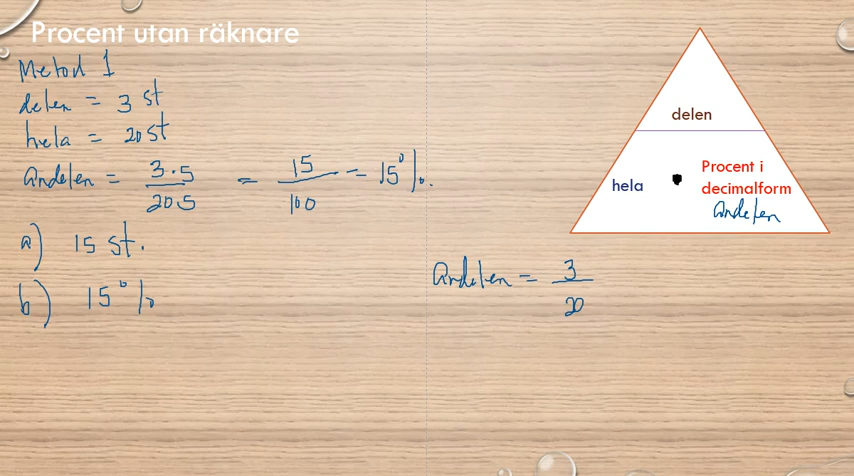 Procent utan räknare
Metod 1
delen = 3 st
hela = 20 st
Andelen = 3·5 / 20·5 = 15 / 100 = 15 %.
a) 15 st.
b) 15 %
delen
hela • Procent i decimalform
andelen
Andelen = 3 / 20